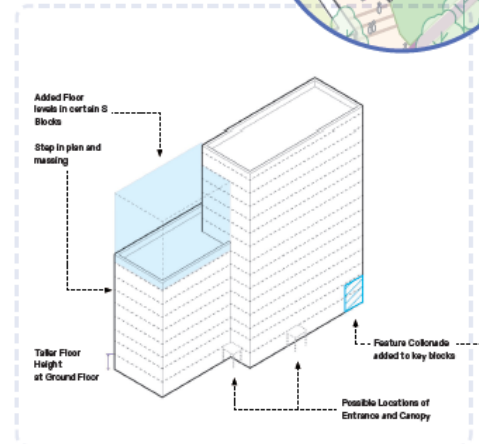 Added Floor
levels in certain S
Blocks
Step in plan and
massing
Taller Floor
Height
at Ground Floor
Feature Collonade
added to key blocks
Possible Locations of
Entrance and Canopy